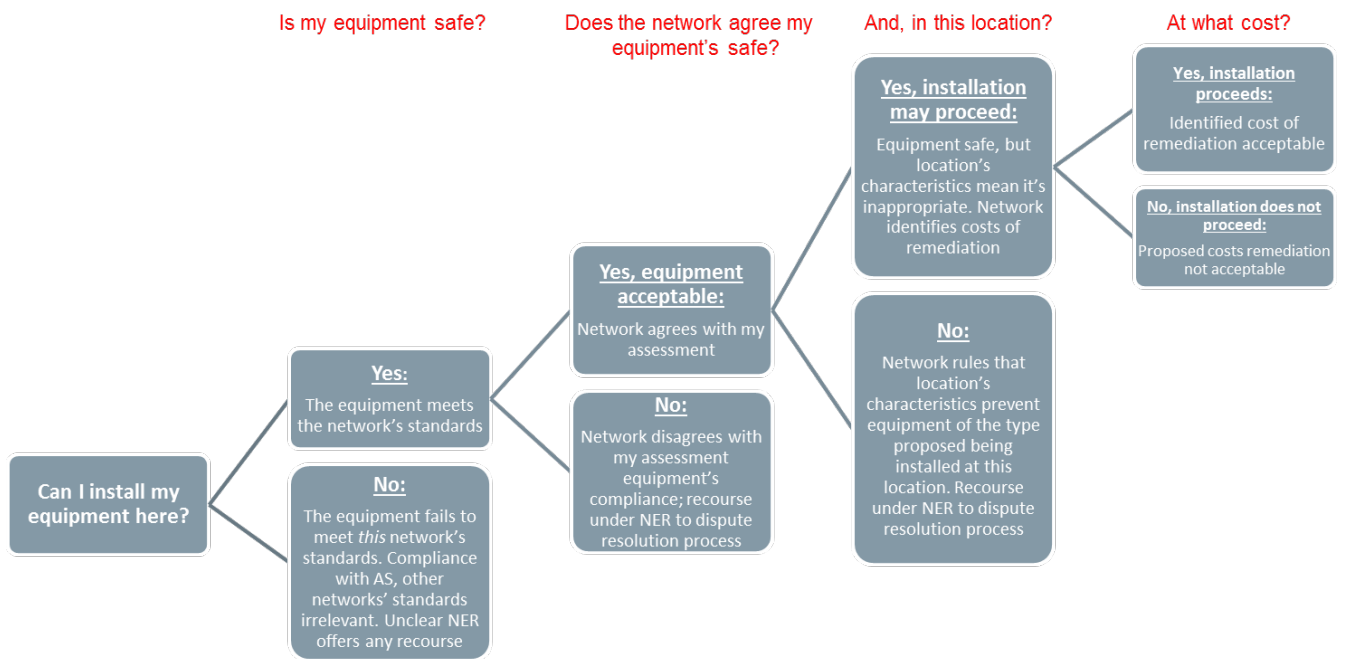 Is my equipment safe?
Does the network agree my
equipment's safe?
And, in this location?
At what cost?
Can I install my
equipment here?
Yes:
The equipment meets
the network's standards
No:
The equipment fails to
meet this network's
standards. Compliance
with AS, other
networks' standards
irrelevant. Unclear NER
offers any recourse
Yes, equipment
acceptable:
Network agrees with my
assessment
No:
Network disagrees with
my assessment
equipment's
compliance; recourse
under NER to dispute
resolution process
Yes, installation
may proceed:
Equipment safe, but
location's
characteristics mean it's
inappropriate. Network
identifies costs of
remediation
No:
Network rules that
location's
characteristics prevent
equipment of the type
proposed being
installed at this
location. Recourse
under NER to dispute
resolution process
Yes, installation
proceeds:
Identified cost of
remediation acceptable
No, installation does not
proceed:
Proposed costs remediation
not acceptable